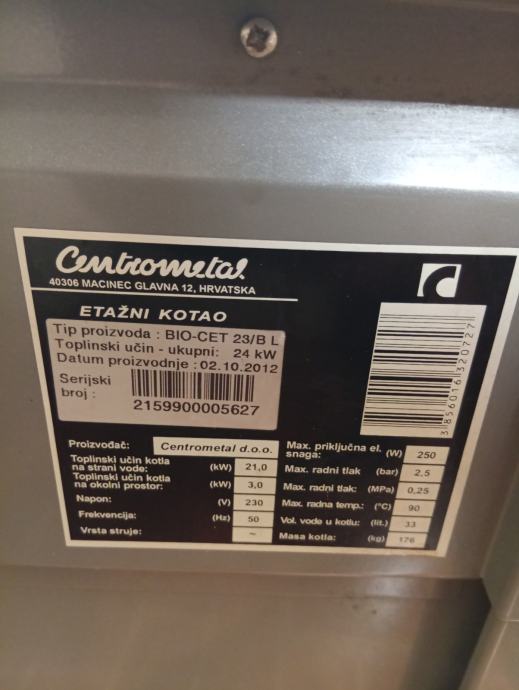 Centrometal
40306 MACINEC GLAVNA 12, HRVATSKA
ETAŽNI KOTAO
Tip proizvoda : BIO-CET 23/B L
Toplinski učin - ukupni: 24 kW
Datum proizvodnje : 02.10.2012
Serijski broj : 2159900005627
3856016320727
Proizvođač: Centrometal d.o.o.
Toplinski učin kotla na strani vode: (kW) 21,0
Toplinski učin kotla na okolni prostor: (kW) 3,0
Napon: (V) 230
Frekvencija: (Hz) 50
Vrsta struje: ~
Max. priključna el. snaga: (W) 250
Max. radni tlak (bar) 2,5
Max. radni tlak: (MPa) 0,25
Max. radna temp.: (°C) 90
Vol. vode u kotlu: (lit.) 33
Masa kotla: (kg) 176